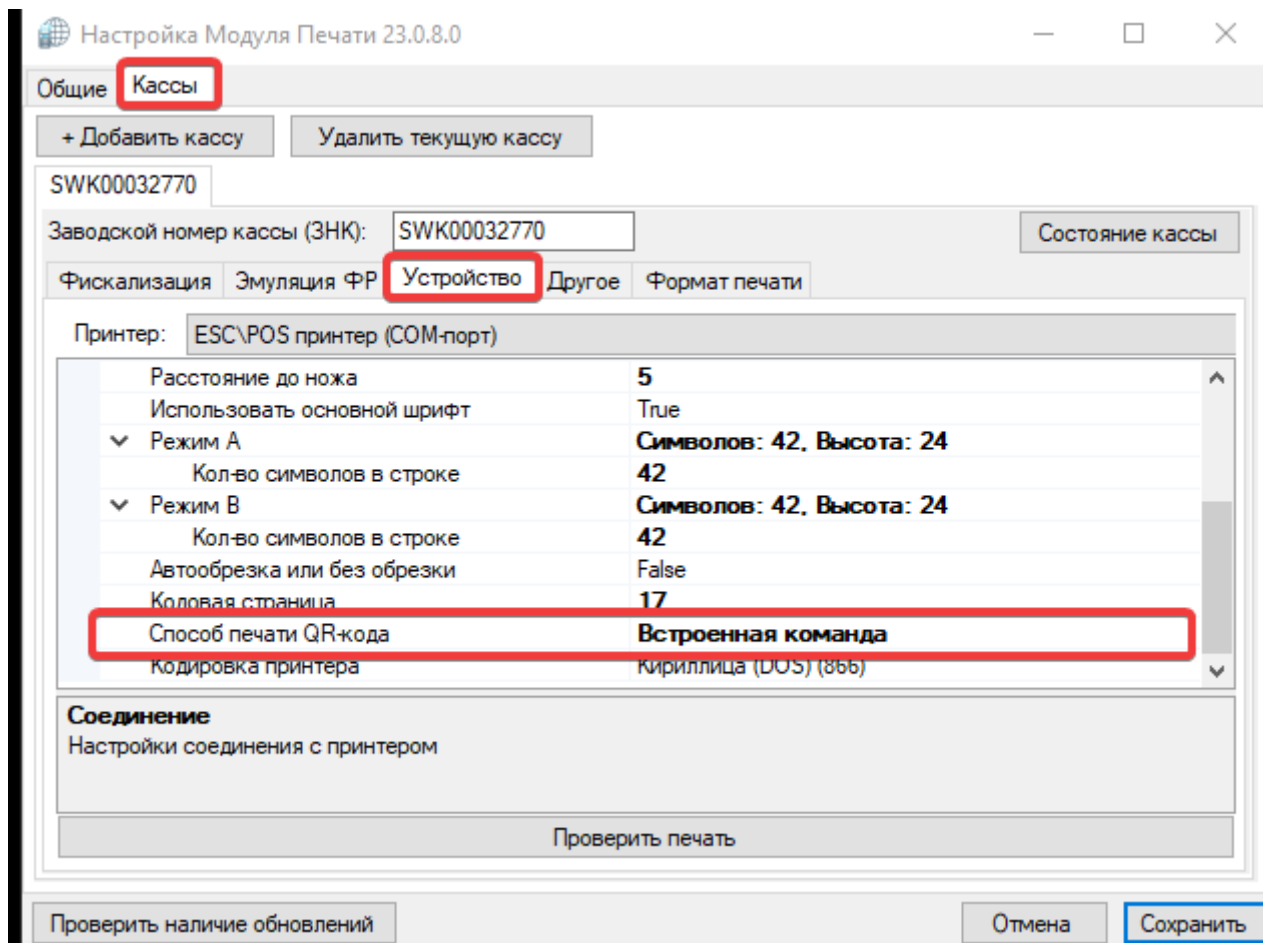 Настройка Модуля Печати 23.0.8.0
Общие Кассы
+ Добавить кассу Удалить текущую кассу
SWK00032770
Заводской номер кассы (ЗНК): SWK00032770 Состояние кассы
Фискализация Эмуляция ФР Устройство Другое Формат печати
Принтер: ESC\POS принтер (COM-порт)
Расстояние до ножа 5
Использовать основной шрифт True
Режим A Символов: 42, Высота: 24
Кол-во символов в строке 42
Режим B Символов: 42, Высота: 24
Кол-во символов в строке 42
Автообрезка или без обрезки False
Кодовая страница 17
Способ печати QR-кода Встроенная команда
Кодировка принтера Кириллица (DOS) (866)
Соединение
Настройки соединения с принтером
Проверить печать
Проверить наличие обновлений Отмена Сохранить